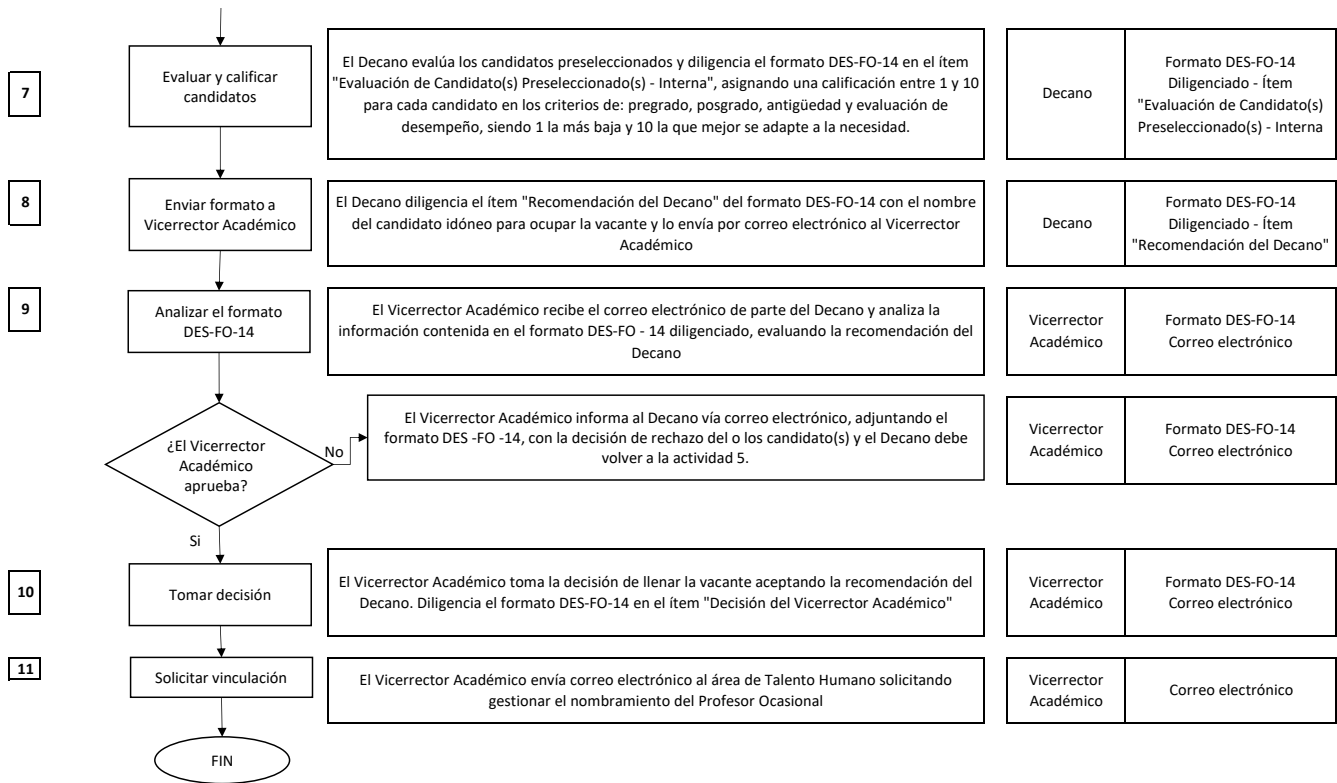 7
Evaluar y calificar
candidatos
El Decano evalúa los candidatos preseleccionados y diligencia el formato DES-FO-14 en el ítem
"Evaluación de Candidato(s) Preseleccionado(s) - Interna", asignando una calificación entre 1 y 10
para cada candidato en los criterios de: pregrado, posgrado, antigüedad y evaluación de
desempeño, siendo 1 la más baja y 10 la que mejor se adapte a la necesidad.
Decano
Formato DES-FO-14
Diligenciado - Ítem
"Evaluación de Candidato(s)
Preseleccionado(s) - Interna
8
Enviar formato a
Vicerrector Académico
El Decano diligencia el ítem "Recomendación del Decano" del formato DES-FO-14 con el nombre
del candidato idóneo para ocupar la vacante y lo envía por correo electrónico al Vicerrector
Académico
Decano
Formato DES-FO-14
Diligenciado - Ítem
"Recomendación del Decano"
9
Analizar el formato
DES-FO-14
El Vicerrector Académico recibe el correo electrónico de parte del Decano y analiza la
información contenida en el formato DES-FO - 14 diligenciado, evaluando la recomendación del
Decano
Vicerrector
Académico
Formato DES-FO-14
Correo electrónico
¿El Vicerrector
Académico
aprueba?
No
El Vicerrector Académico informa al Decano vía correo electrónico, adjuntando el
formato DES -FO -14, con la decisión de rechazo del o los candidato(s) y el Decano debe
volver a la actividad 5.
Vicerrector
Académico
Formato DES-FO-14
Correo electrónico
Si
10
Tomar decisión
El Vicerrector Académico toma la decisión de llenar la vacante aceptando la recomendación del
Decano. Diligencia el formato DES-FO-14 en el ítem "Decisión del Vicerrector Académico"
Vicerrector
Académico
Formato DES-FO-14
Correo electrónico
11
Solicitar vinculación
El Vicerrector Académico envía correo electrónico al área de Talento Humano solicitando
gestionar el nombramiento del Profesor Ocasional
Vicerrector
Académico
Correo electrónico
FIN